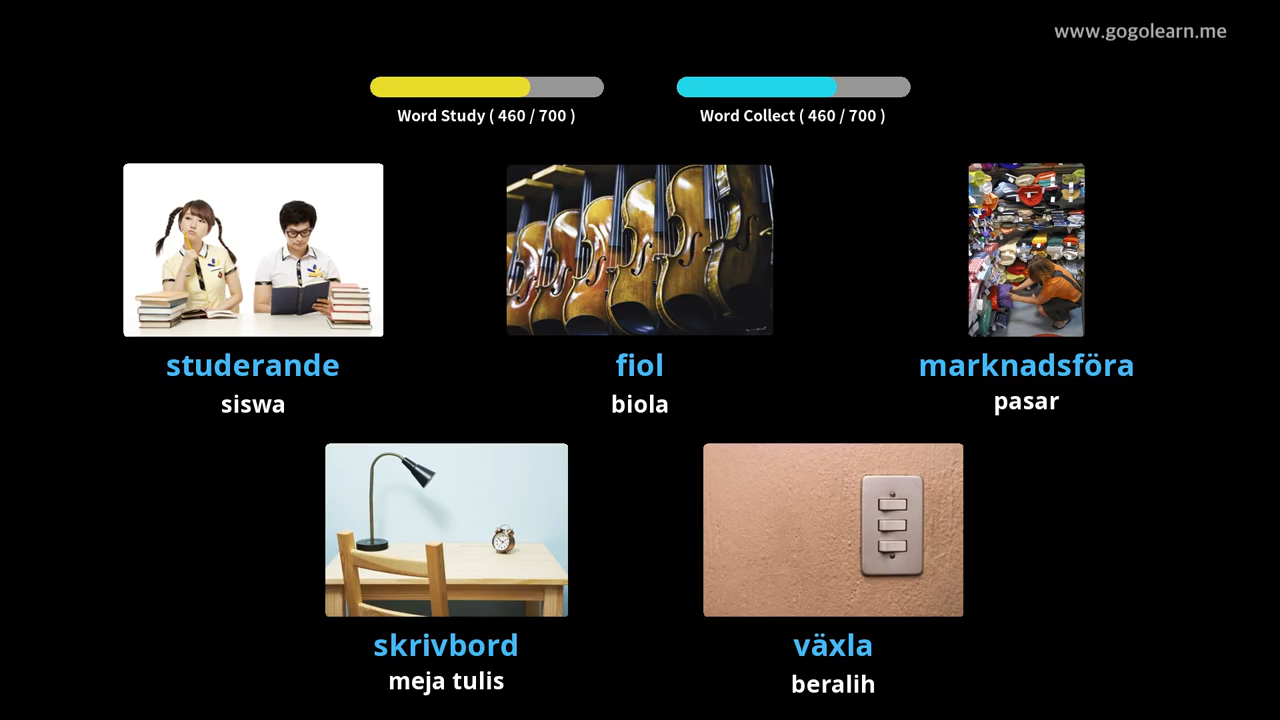 www.gogolearn.me
Word Study ( 460 / 700 )
Word Collect ( 460 / 700 )
studerande
siswa
fiol
biola
marknadsföra
pasar
skrivbord
meja tulis
växla
beralih